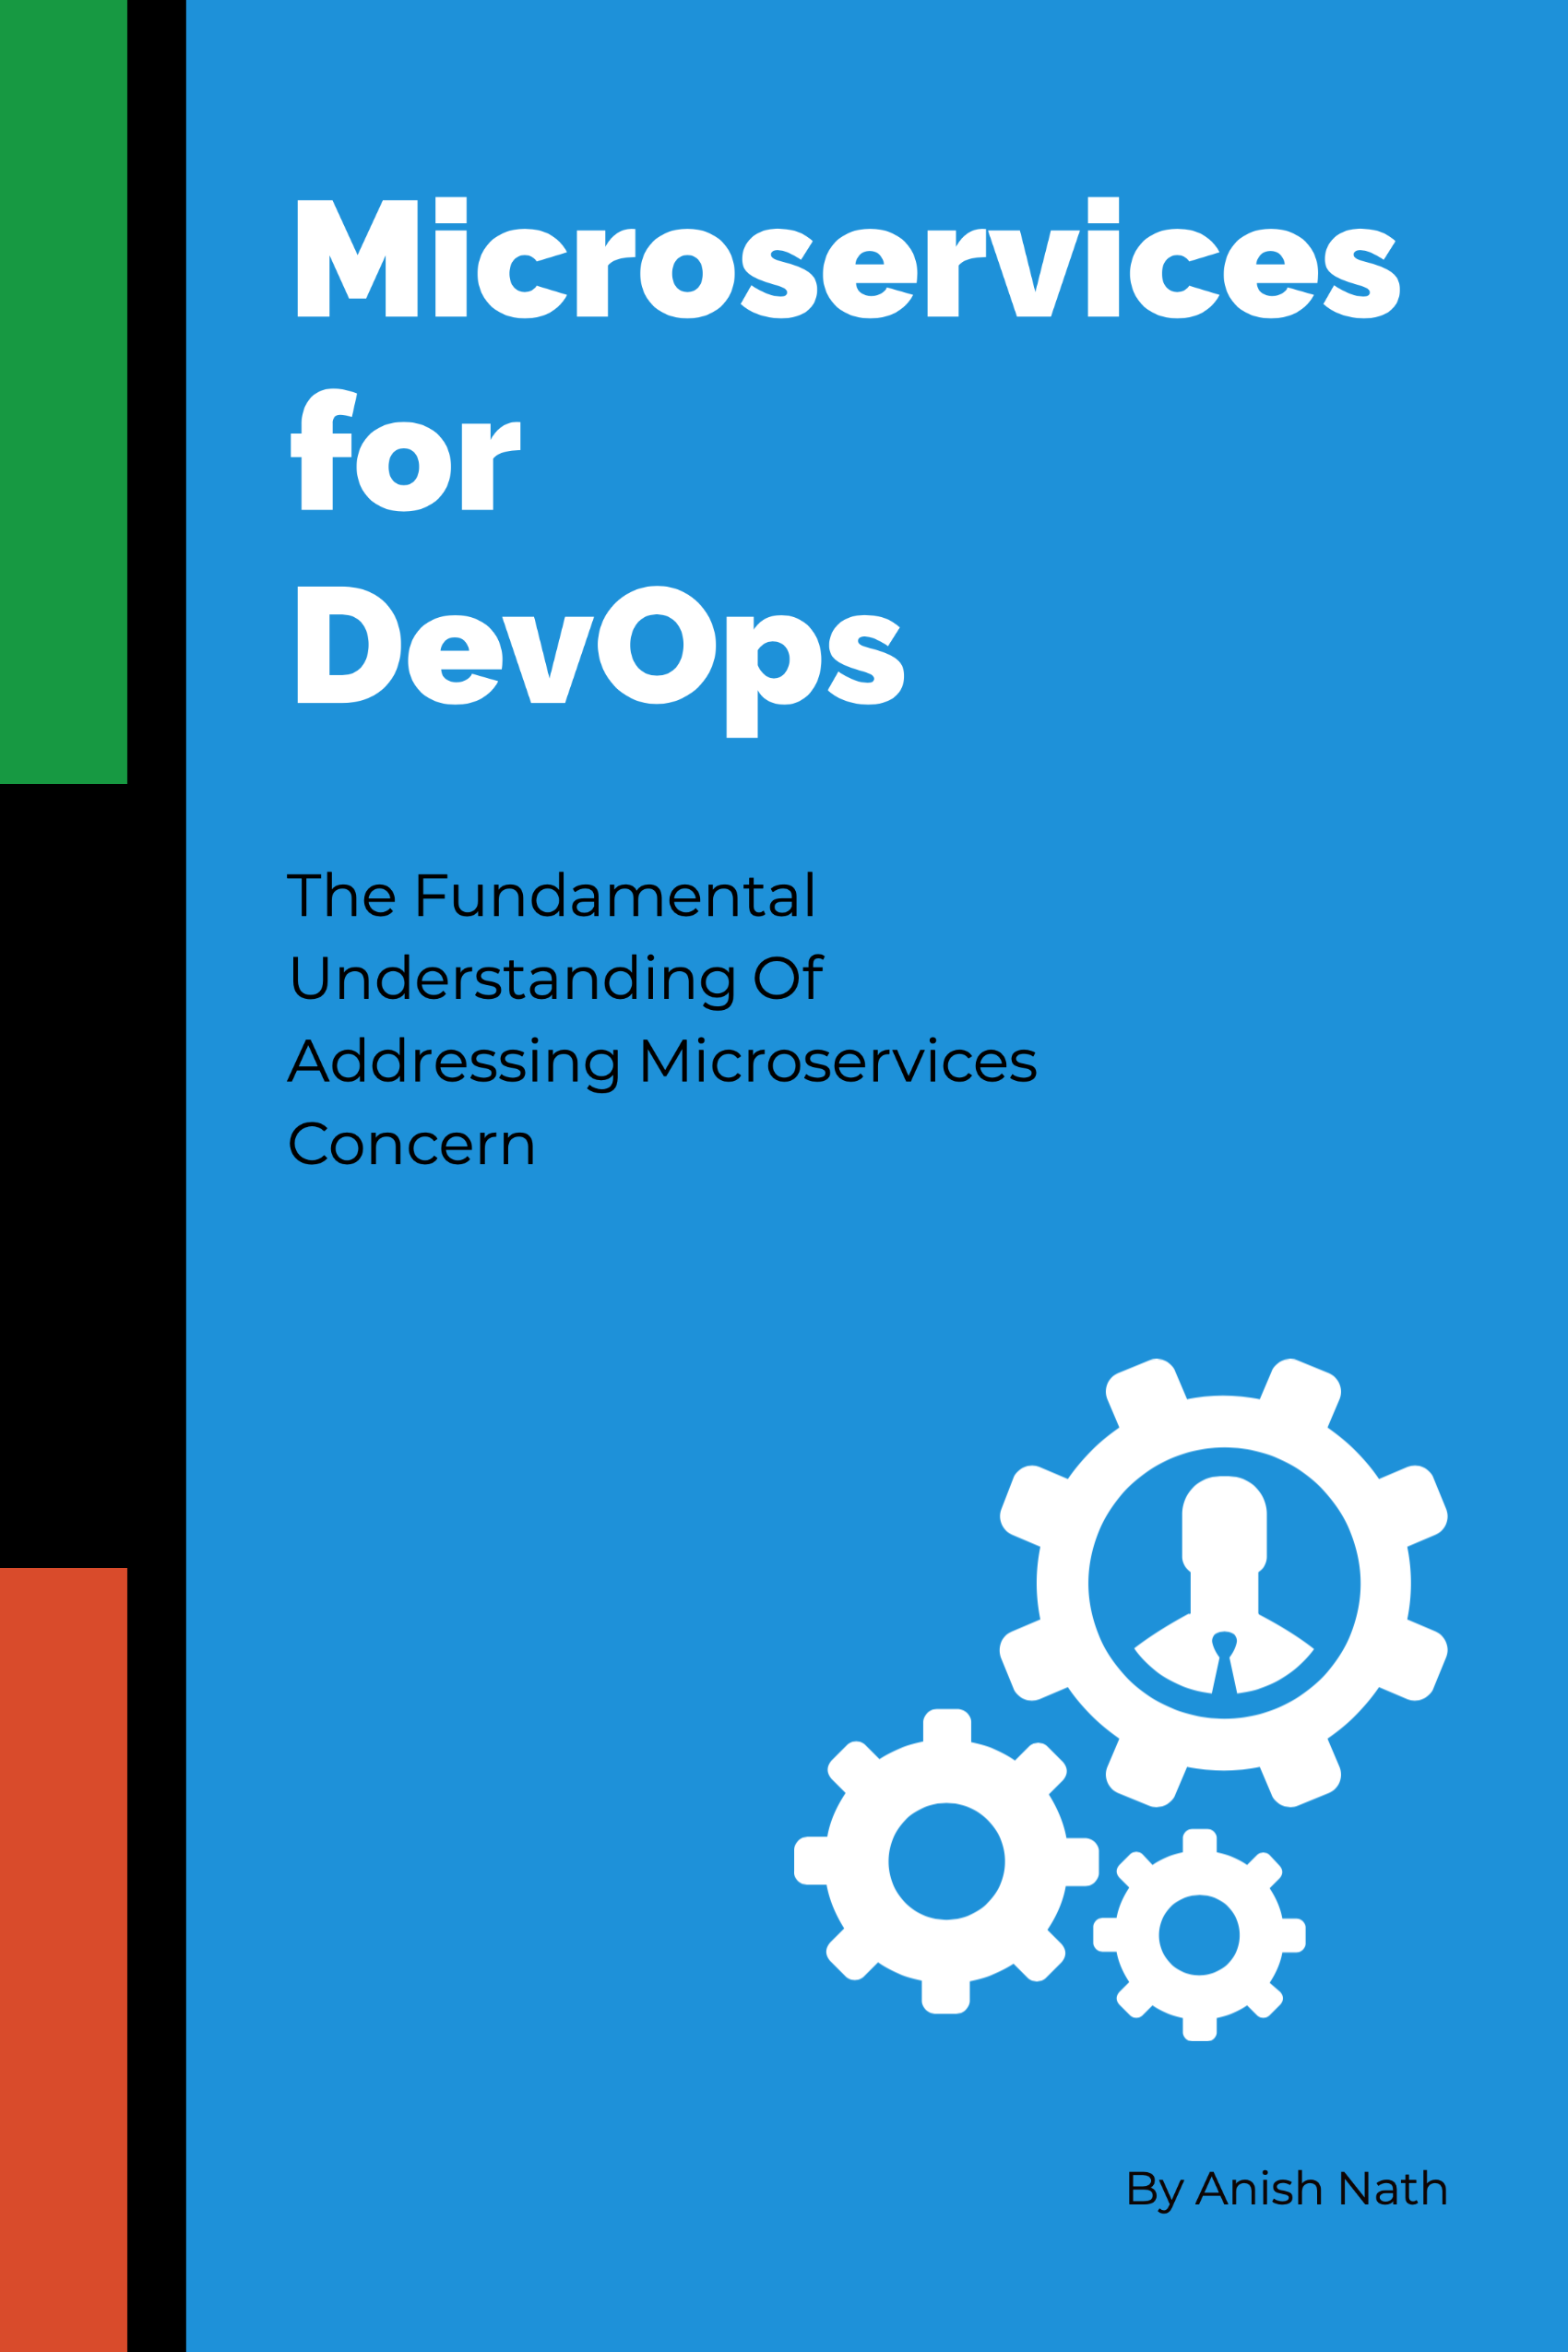 Microservices
for
DevOps
The Fundamental
Understanding Of
Addressing Microservices
Concern
By Anish Nath